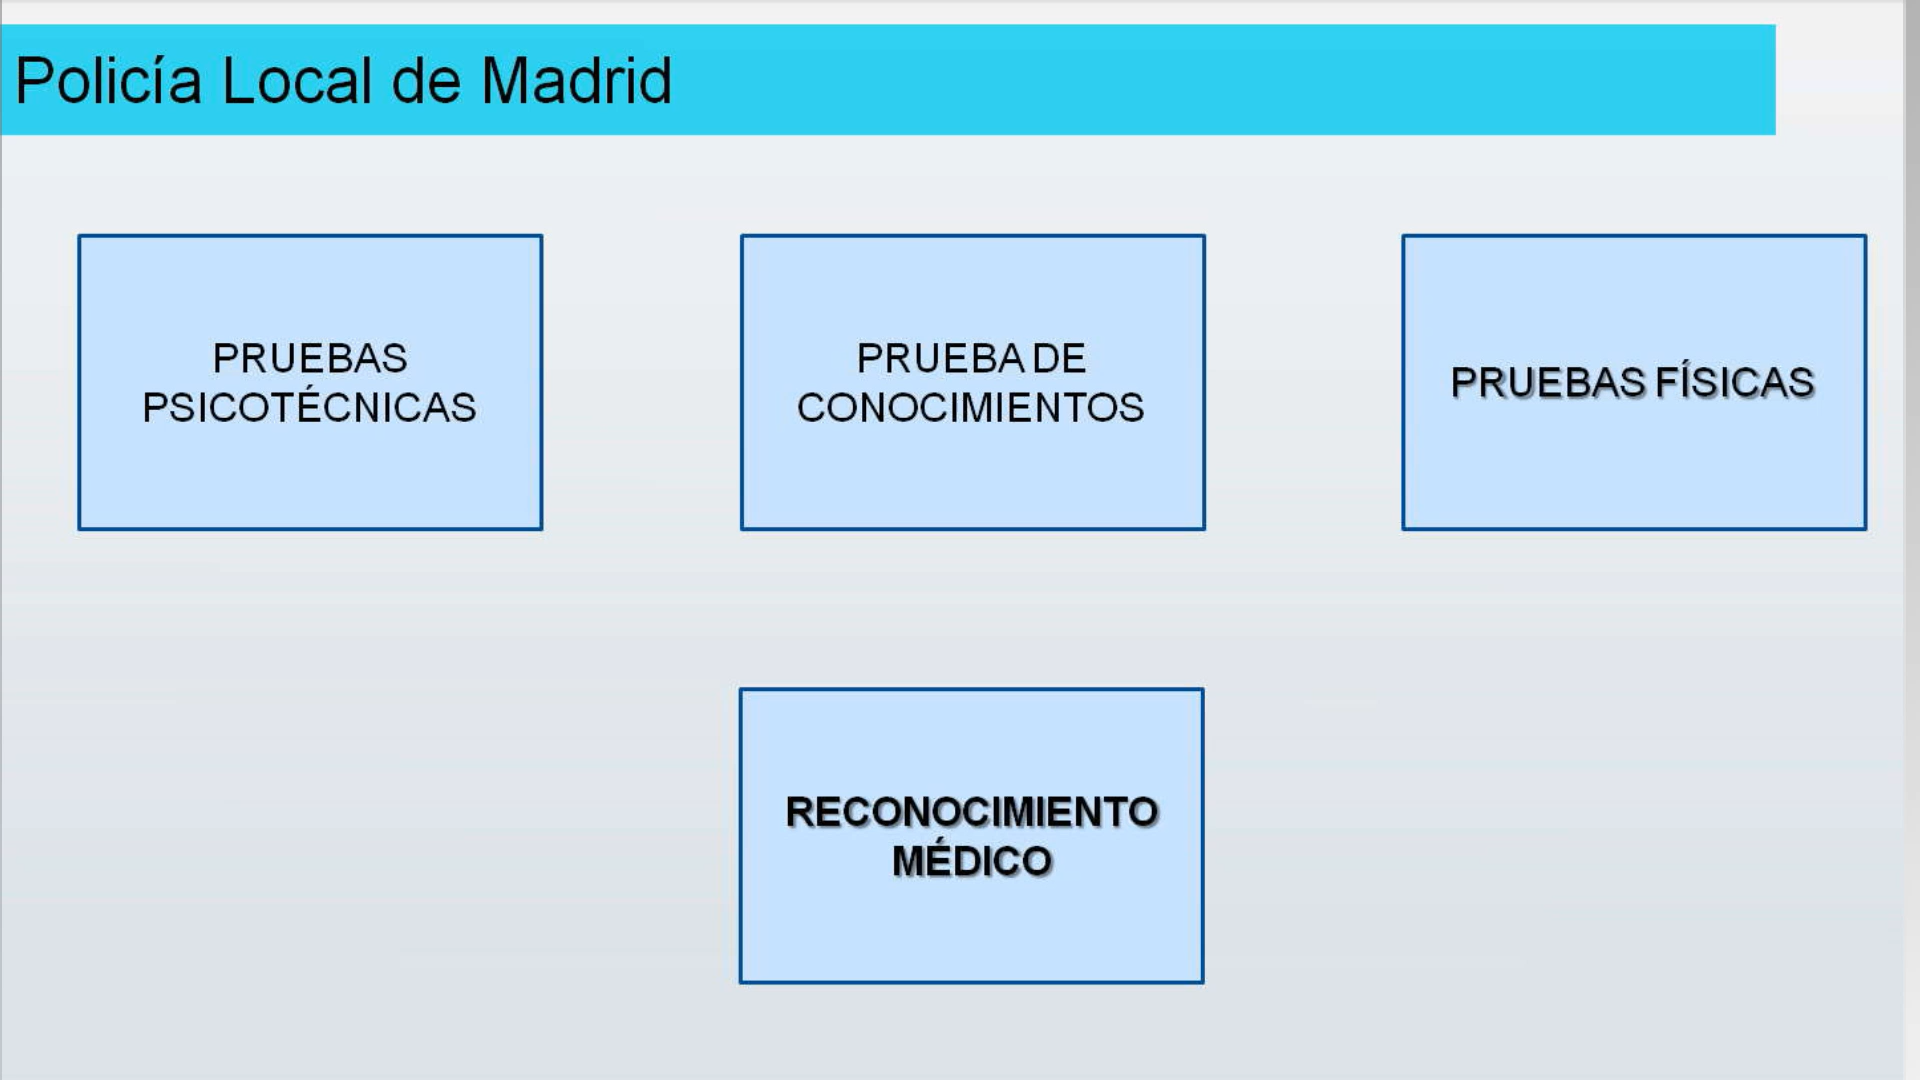 Policía Local de Madrid
PRUEBAS
PSICOTÉCNICAS
PRUEBA DE
CONOCIMIENTOS
PRUEBAS FÍSICAS
RECONOCIMIENTO
MÉDICO